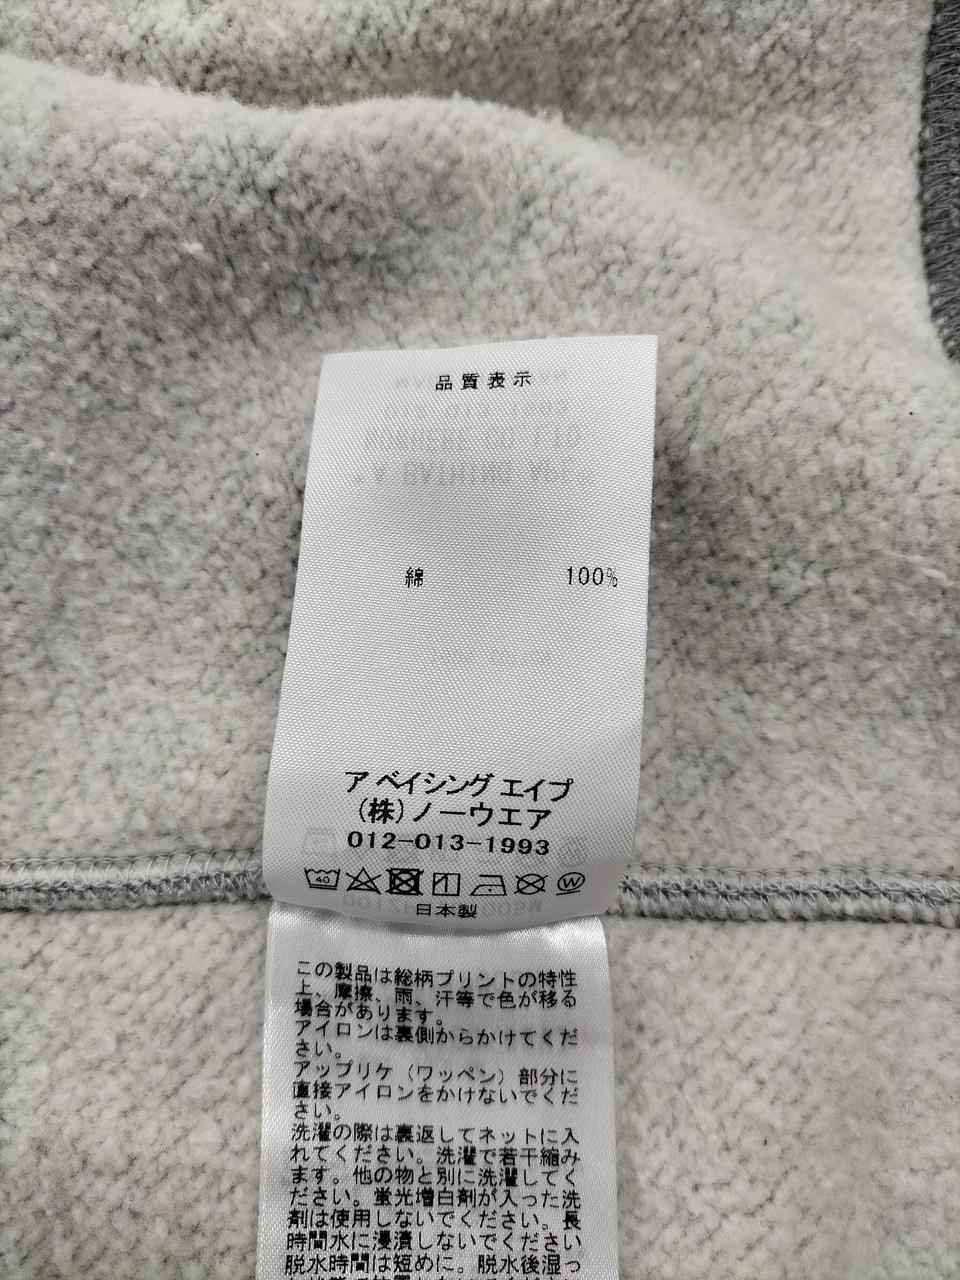 品質表示
綿 100%
ア ベイシング エイプ
(株)ノーウエア
012-013-1993
40
W
日本製
この製品は総柄プリントの特性
上、摩擦、雨、汗等で色が移る
場合があります。
アイロンは裏側からかけてくだ
さい。
アップリケ（ワッペン）部分に
直接アイロンをかけないでくだ
さい。
洗濯の際は裏返してネットに入
れてください。洗濯で若干縮み
ます。他の物と別に洗濯してく
ださい。蛍光増白剤が入った洗
剤は使用しないでください。長
時間水に浸漬しないでください
脱水時間は短めに。脱水後湿っ